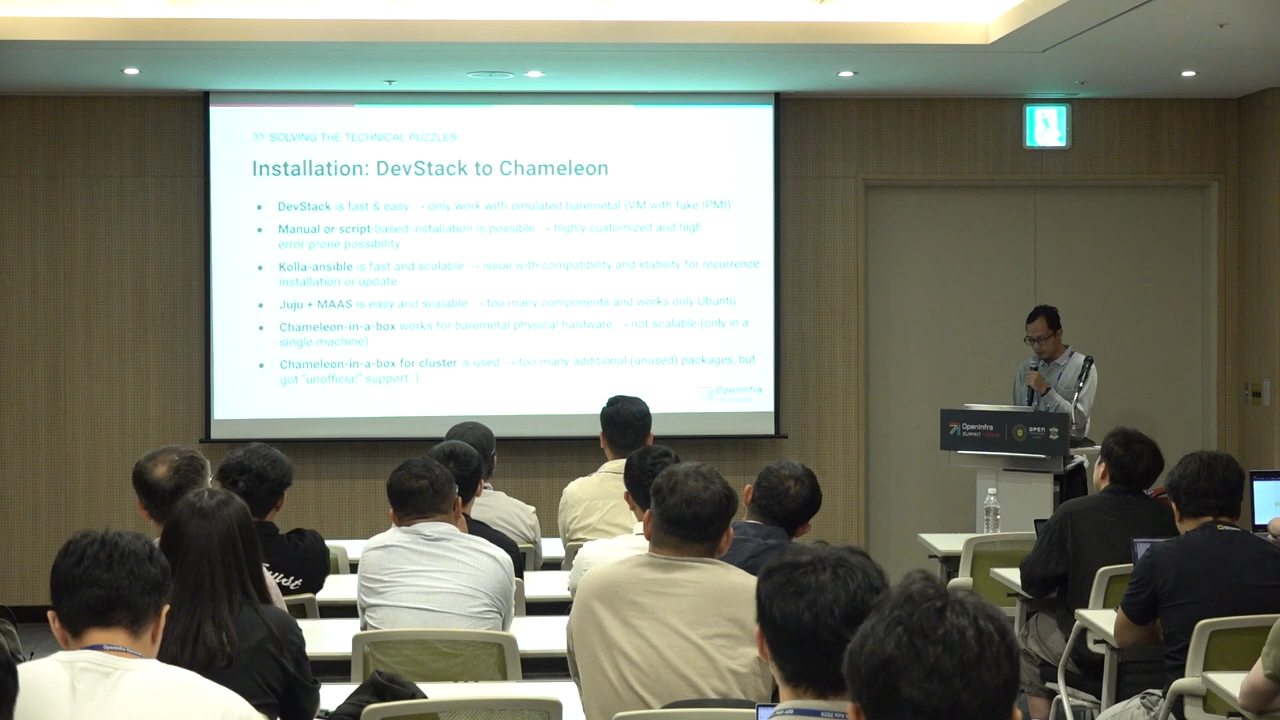 >> SOLVING THE TECHNICAL PUZZLES
Installation: DevStack to Chameleon
• DevStack is fast & easy → only work with emulated baremetal (VM with fake IPMI)
• Manual or script based installation is possible → highly customized and high
error-prone possibility
• Kolla-ansible is fast and scalable → issue with compatibility and stability for recurrence
installation or update
• Juju + MAAS is easy and scalable → too many components and works only Ubuntu
• Chameleon-in-a-box works for baremetal physical hardware → not scalable (only in a
single machine)
• Chameleon-in-a-box for cluster is used → too many additional (unused) packages, but
got "unofficial" support :)
OpenInfra
OpenInfra
SUMMIT
OPEN